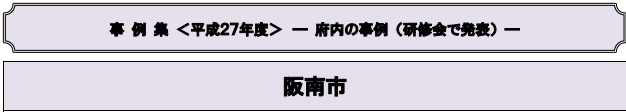 事 例 集 ＜平成27年度＞ － 府内の事例（研修会で発表）－
阪南市